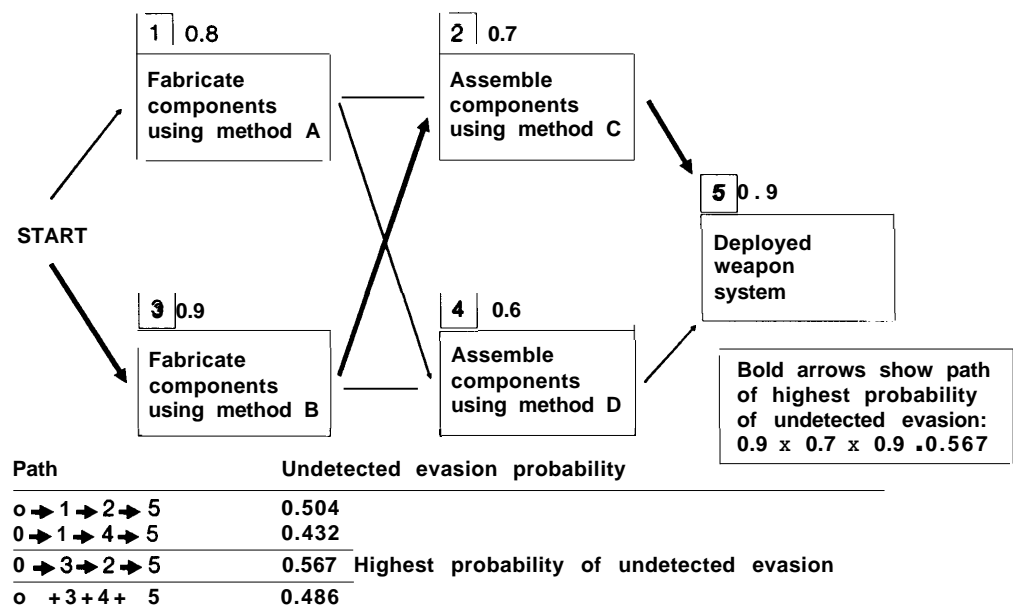 1 0.8
Fabricate
components
using method A
2 0.7
Assemble
components
using method C
START
5 0.9
Deployed
weapon
system
3 0.9
Fabricate
components
using method B
4 0.6
Assemble
components
using method D
Bold arrows show path
of highest probability
of undetected evasion:
0.9 x 0.7 x 0.9 .0.567
Path Undetected evasion probability
o → 1 → 2 → 5 0.504
0 → 1 → 4 → 5 0.432
0 → 3 → 2 → 5 0.567 Highest probability of undetected evasion
o +3+4+ 5 0.486